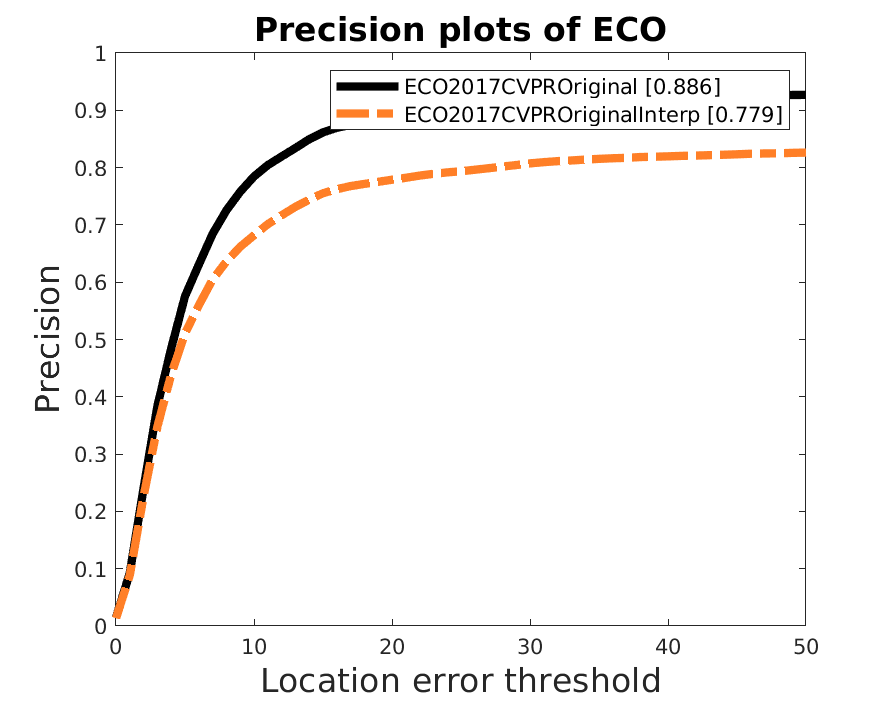 Precision plots of ECO
ECO2017CVPROriginal [0.886]
ECO2017CVPROriginalInterp [0.779]
1
0.9
0.8
0.7
0.6
0.5
0.4
0.3
0.2
0.1
0
Precision
0 10 20 30 40 50
Location error threshold